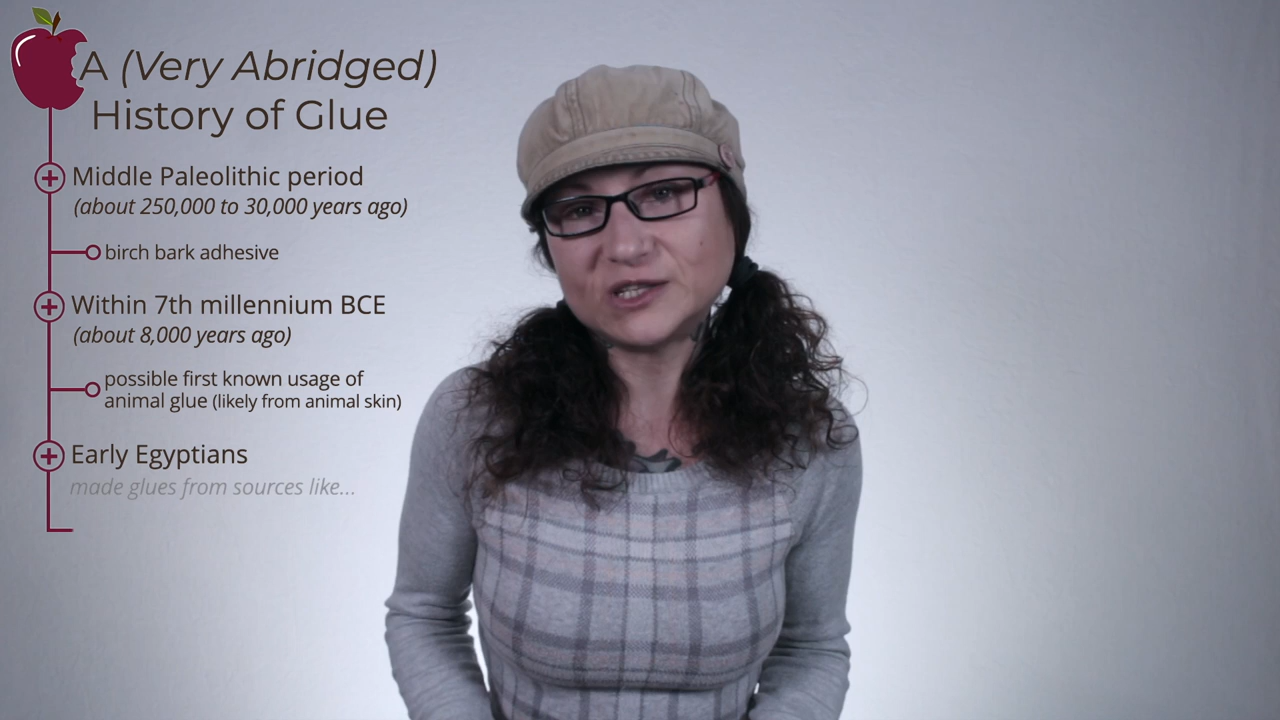 A (Very Abridged)
History of Glue
Middle Paleolithic period
(about 250,000 to 30,000 years ago)
birch bark adhesive
Within 7th millennium BCE
(about 8,000 years ago)
possible first known usage of
animal glue (likely from animal skin)
Early Egyptians
made glues from sources like...